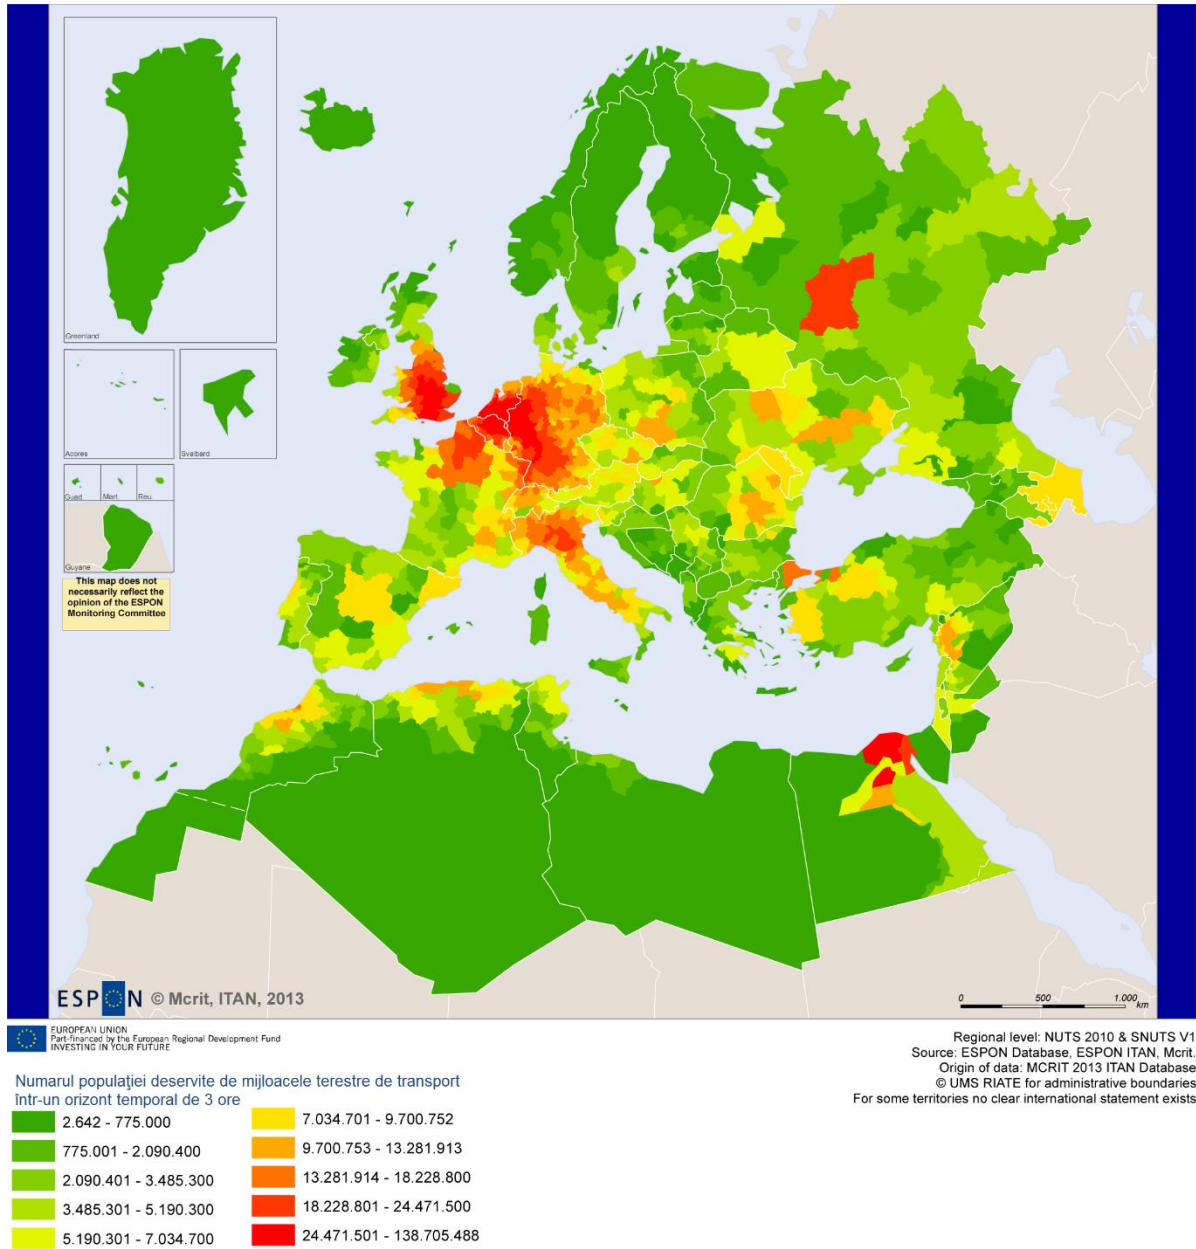 Greenland
Acores
Svalbard
Guad.
Mart.
Reu.
Guyane
This map does not
necessarily reflect the
opinion of the ESPON
Monitoring Committee
ESPON © Mcrit, ITAN, 2013
0 500 1.000
km
EUROPEAN UNION
Part-financed by the European Regional Development Fund
INVESTING IN YOUR FUTURE
Regional level: NUTS 2010 & SNUTS V1
Source: ESPON Database, ESPON ITAN, Mcrit.
Origin of data: MCRIT 2013 ITAN Database
© UMS RIATE for administrative boundaries
For some territories no clear international statement exists
Numarul populaţiei deservite de mijloacele terestre de transport
într-un orizont temporal de 3 ore
2.642 - 775.000
775.001 - 2.090.400
2.090.401 - 3.485.300
3.485.301 - 5.190.300
5.190.301 - 7.034.700
7.034.701 - 9.700.752
9.700.753 - 13.281.913
13.281.914 - 18.228.800
18.228.801 - 24.471.500
24.471.501 - 138.705.488